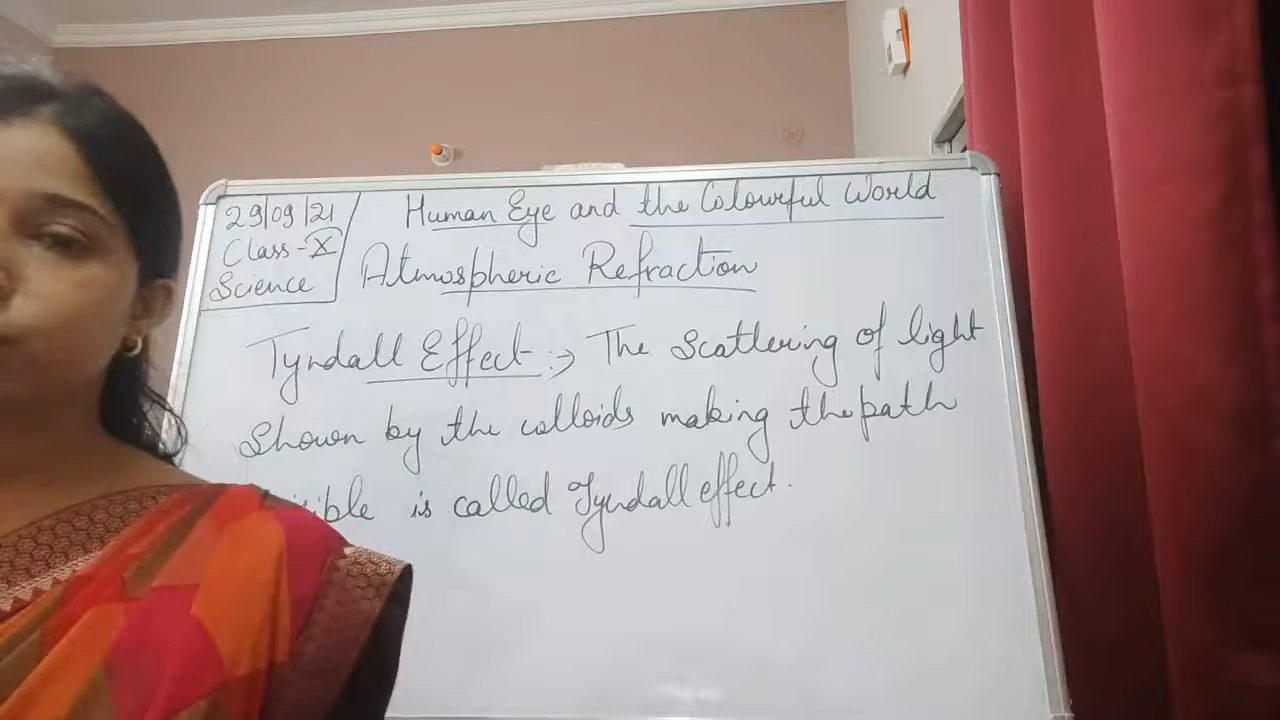 29/09/21
Class-X
Science
Human Eye and the Colourful World
Atmospheric Refraction
Tyndall Effect :→ The Scattering of light
Shown by the colloids making the path
is called Tyndall effect.